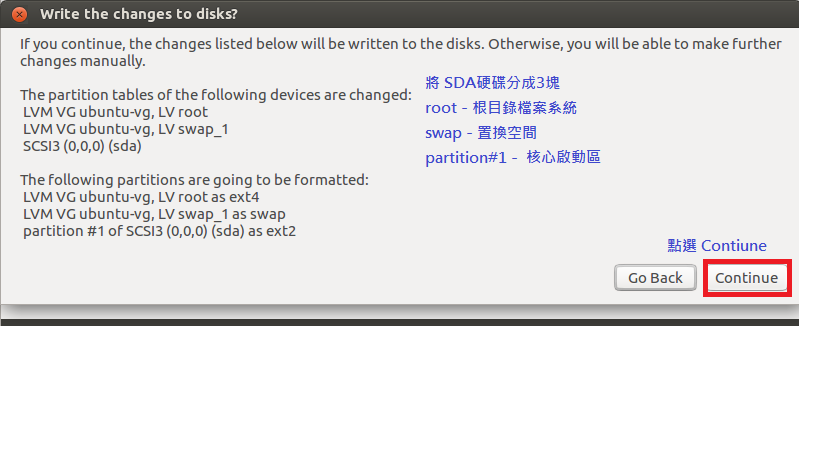 Write the changes to disks?
If you continue, the changes listed below will be written to the disks. Otherwise, you will be able to make further
changes manually.
將 SDA硬碟分成3塊
The partition tables of the following devices are changed:
LVM VG ubuntu-vg, LV root
root - 根目錄檔案系統
LVM VG ubuntu-vg, LV swap_1
swap - 置換空間
SCSI3 (0,0,0) (sda)
partition#1 - 核心啟動區
The following partitions are going to be formatted:
LVM VG ubuntu-vg, LV root as ext4
LVM VG ubuntu-vg, LV swap_1 as swap
partition #1 of SCSI3 (0,0,0) (sda) as ext2
點選 Contiune
Go Back
Continue